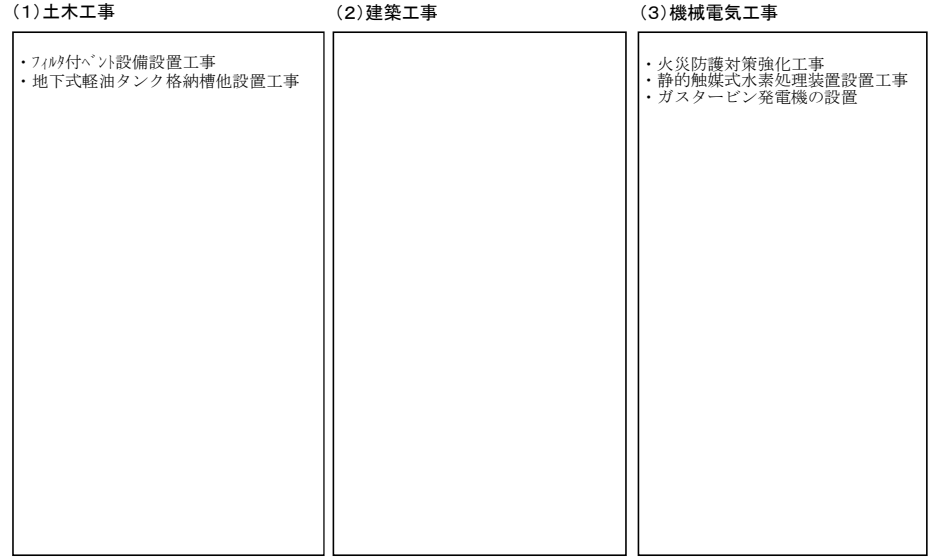 (1)土木工事
・ﾌｨﾙﾀ付ﾍﾞﾝﾄ設備設置工事
・地下式軽油タンク格納槽他設置工事
(2)建築工事
(3)機械電気工事
・火災防護対策強化工事
・静的触媒式水素処理装置設置工事
・ガスタービン発電機の設置